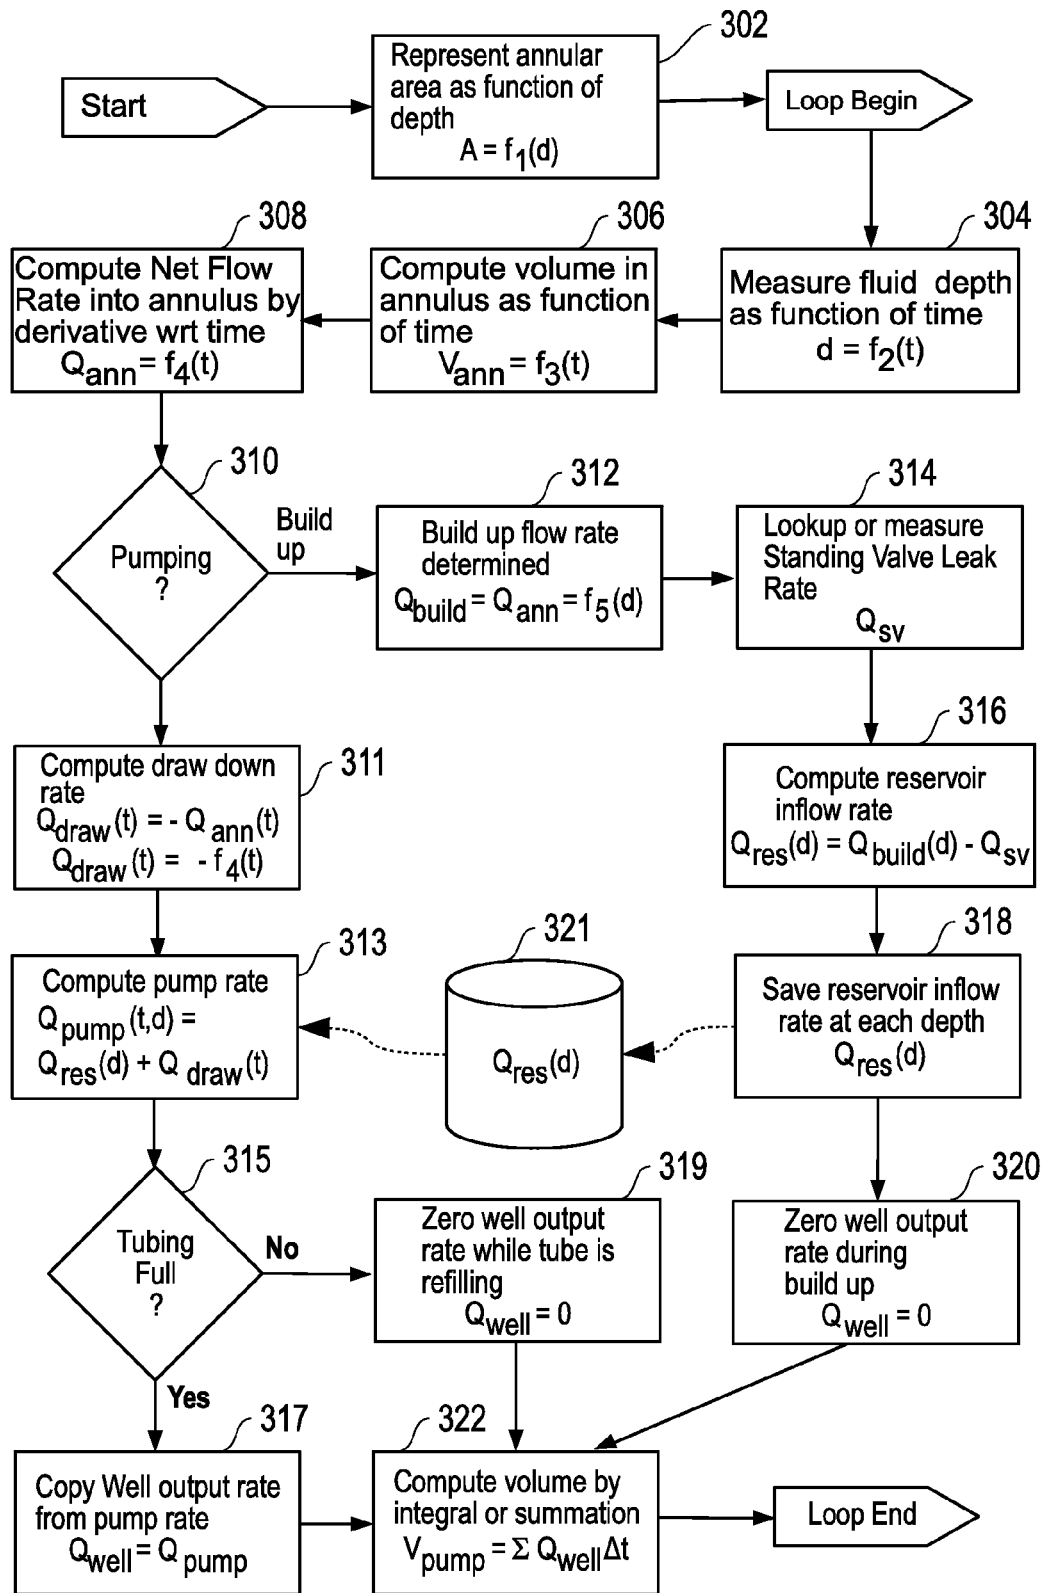 302
Start
Represent annular
area as function of
depth
A = f1(d)
Loop Begin
308
306
304
Compute Net Flow
Rate into annulus by
derivative wrt time
Qann = f4(t)
Compute volume in
annulus as function
of time
Vann = f3(t)
Measure fluid depth
as function of time
d = f2(t)
310
Pumping
?
Build
up
312
Build up flow rate
determined
Qbuild = Qann = f5(d)
314
Lookup or measure
Standing Valve Leak
Rate
Qsv
311
Compute draw down
rate
Qdraw(t) = - Qann(t)
Qdraw(t) = - f4(t)
316
Compute reservoir
inflow rate
Qres(d) = Qbuild(d) - Qsv
313
Compute pump rate
Qpump(t,d) =
Qres(d) + Qdraw(t)
321
Qres(d)
318
Save reservoir inflow
rate at each depth
Qres(d)
315
Tubing
Full
?
No
Yes
319
Zero well output
rate while tube is
refilling
Qwell = 0
320
Zero well output
rate during
build up
Qwell = 0
317
Copy Well output rate
from pump rate
Qwell = Qpump
322
Compute volume by
integral or summation
Vpump = Σ QwellΔt
Loop End